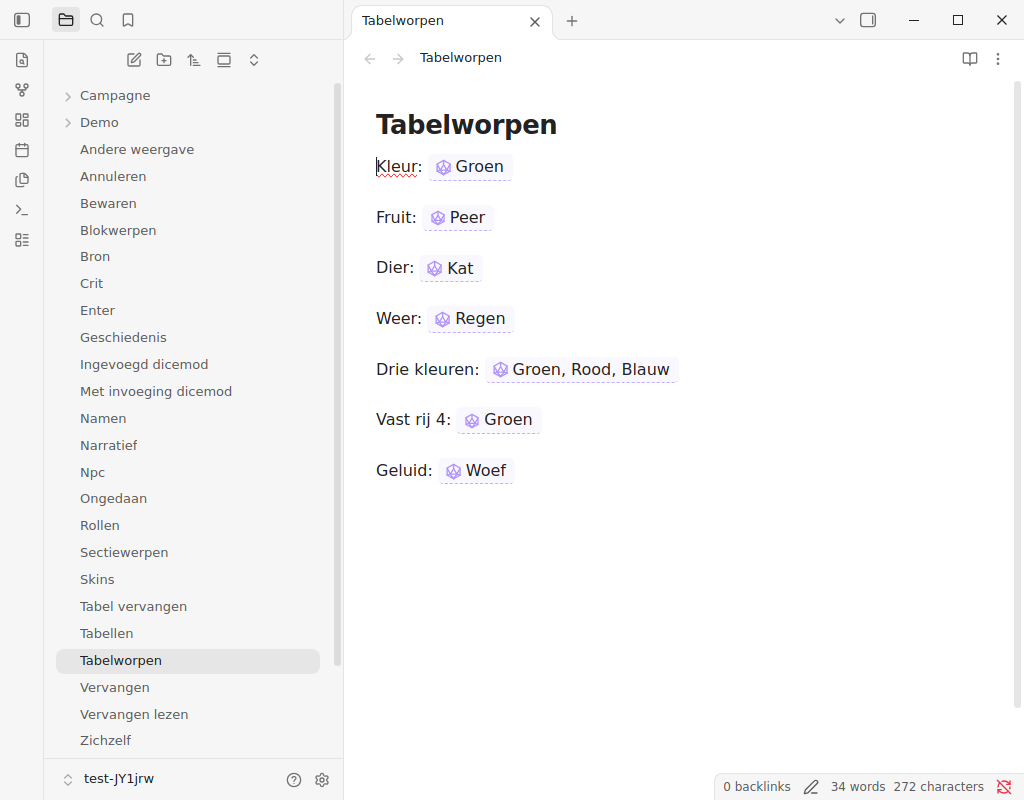 Tabelworpen
Tabelworpen
Campagne
Demo
Andere weergave
Annuleren
Bewaren
Blokwerpen
Bron
Crit
Enter
Geschiedenis
Ingevoegd dicemod
Met invoeging dicemod
Namen
Narratief
Npc
Ongedaan
Rollen
Sectiewerpen
Skins
Tabel vervangen
Tabellen
Tabelworpen
Vervangen
Vervangen lezen
Zichzelf
test-JY1jrw
Tabelworpen
Kleur: Groen
Fruit: Peer
Dier: Kat
Weer: Regen
Drie kleuren: Groen, Rood, Blauw
Vast rij 4: Groen
Geluid: Woef
0 backlinks 34 words 272 characters